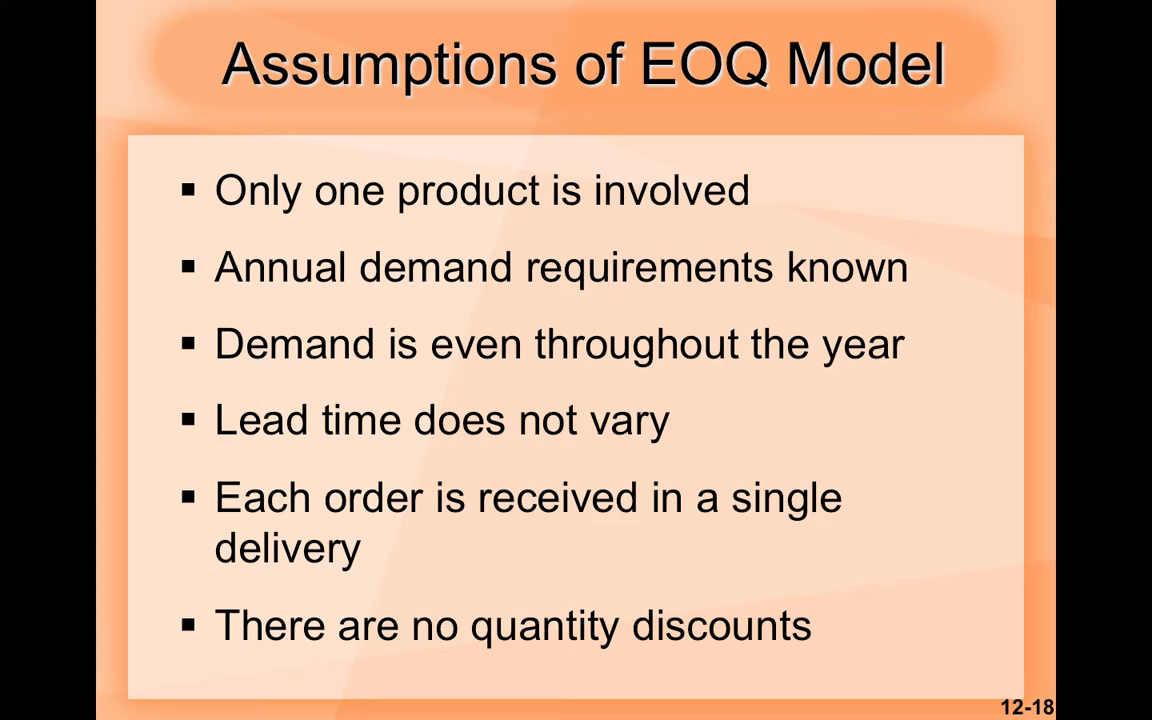 Assumptions of EOQ Model
▪ Only one product is involved
▪ Annual demand requirements known
▪ Demand is even throughout the year
▪ Lead time does not vary
▪ Each order is received in a single
delivery
▪ There are no quantity discounts
12-18